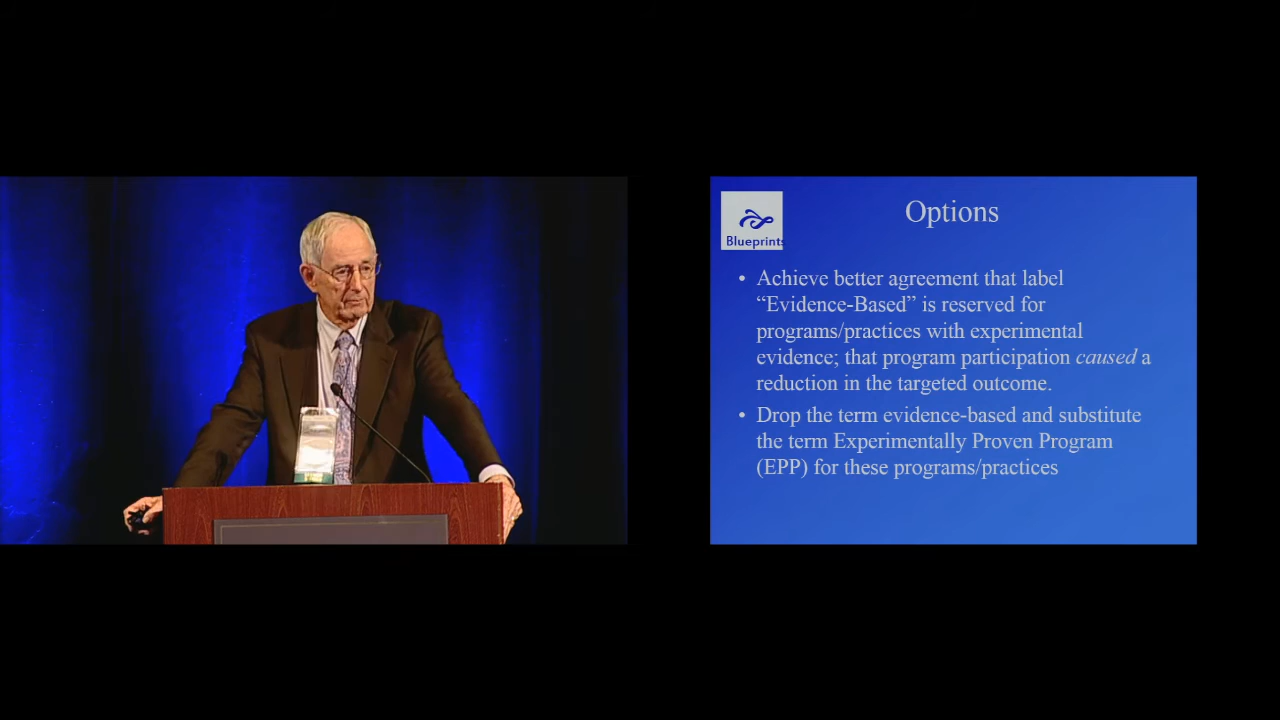 Options
Blueprints
• Achieve better agreement that label
“Evidence-Based” is reserved for
programs/practices with experimental
evidence; that program participation caused a
reduction in the targeted outcome.
• Drop the term evidence-based and substitute
the term Experimentally Proven Program
(EPP) for these programs/practices